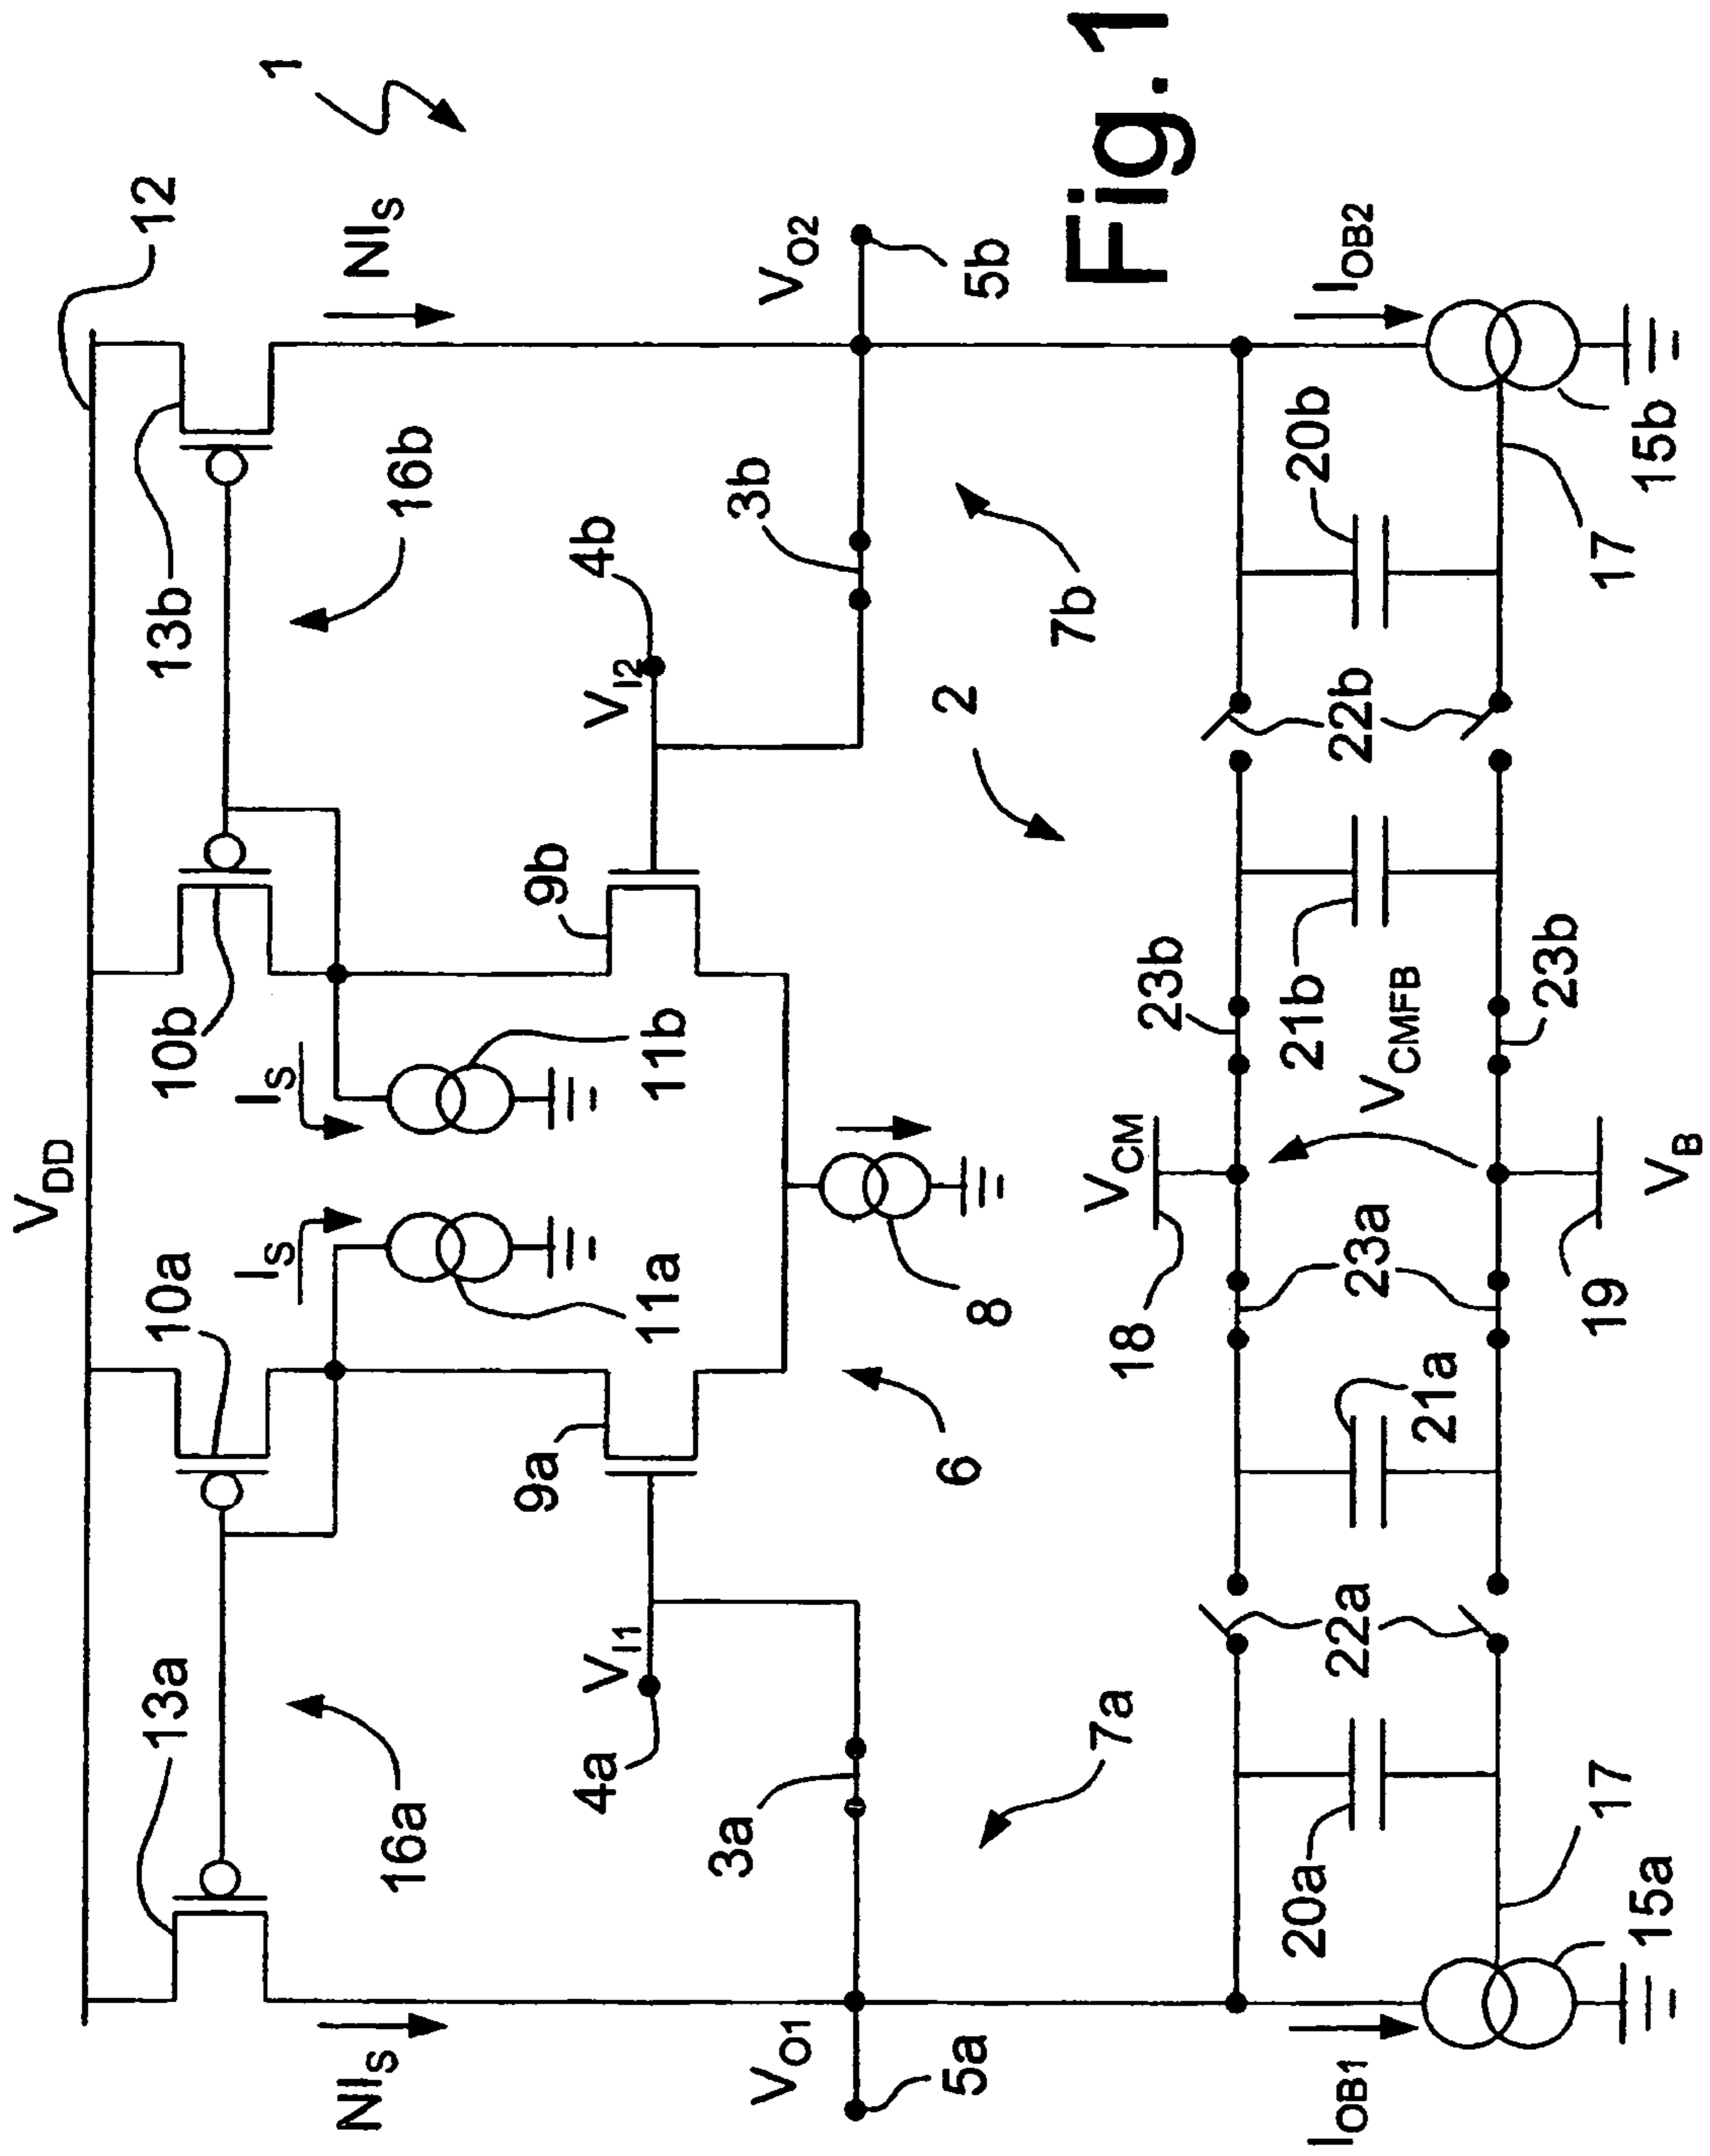 Fig. 1
1
12
V_DD
NI_S
NI_S
13a
10a
10b
13b
I_S
I_S
16a
16b
11a
11b
9a
9b
V_I1
V_I2
4a
4b
3a
3b
V_O1
V_O2
5a
5b
8
6
2
7a
7b
V_CM
18
23b
I_OB1
I_OB2
20a
22a
21a
23a
V_CMFB
21b
22b
20b
17
17
15a
15b
19
V_B
23b